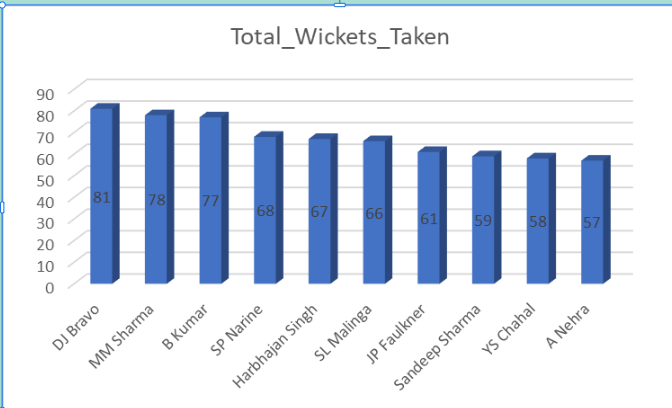 Total_Wickets_Taken
90
80
70
60
50
40
30
20
10
0
81
78
77
68
67
66
61
59
58
57
DJ Bravo
MM Sharma
B Kumar
SP Narine
Harbhajan Singh
SL Malinga
JP Faulkner
Sandeep Sharma
YS Chahal
A Nehra